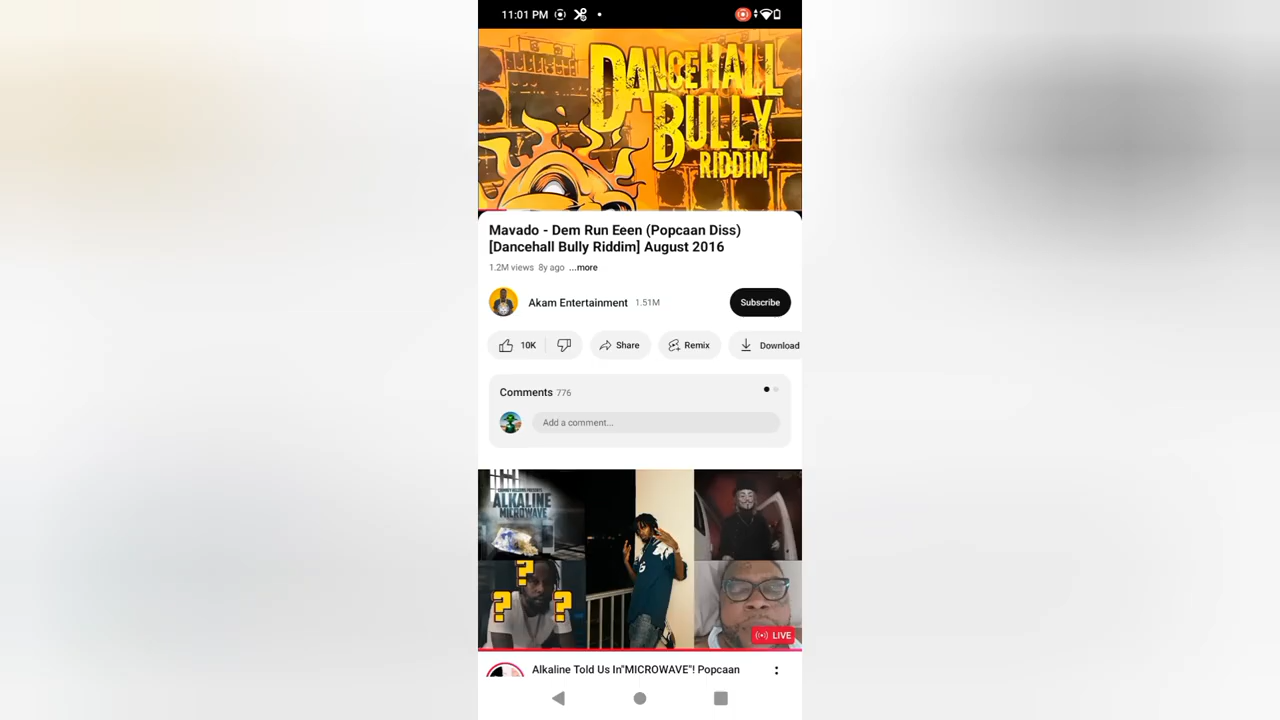 11:01 PM
DANCEHALL
BULLY
RIDDIM
Mavado - Dem Run Eeen (Popcaan Diss)
[Dancehall Bully Riddim] August 2016
1.2M views 8y ago ...more
Akam Entertainment 1.51M
Subscribe
10K
Share
Remix
Download
Comments 776
Add a comment...
ALKALINE
MICROWAVE
? ? ?
LIVE
Alkaline Told Us In"MICROWAVE"! Popcaan